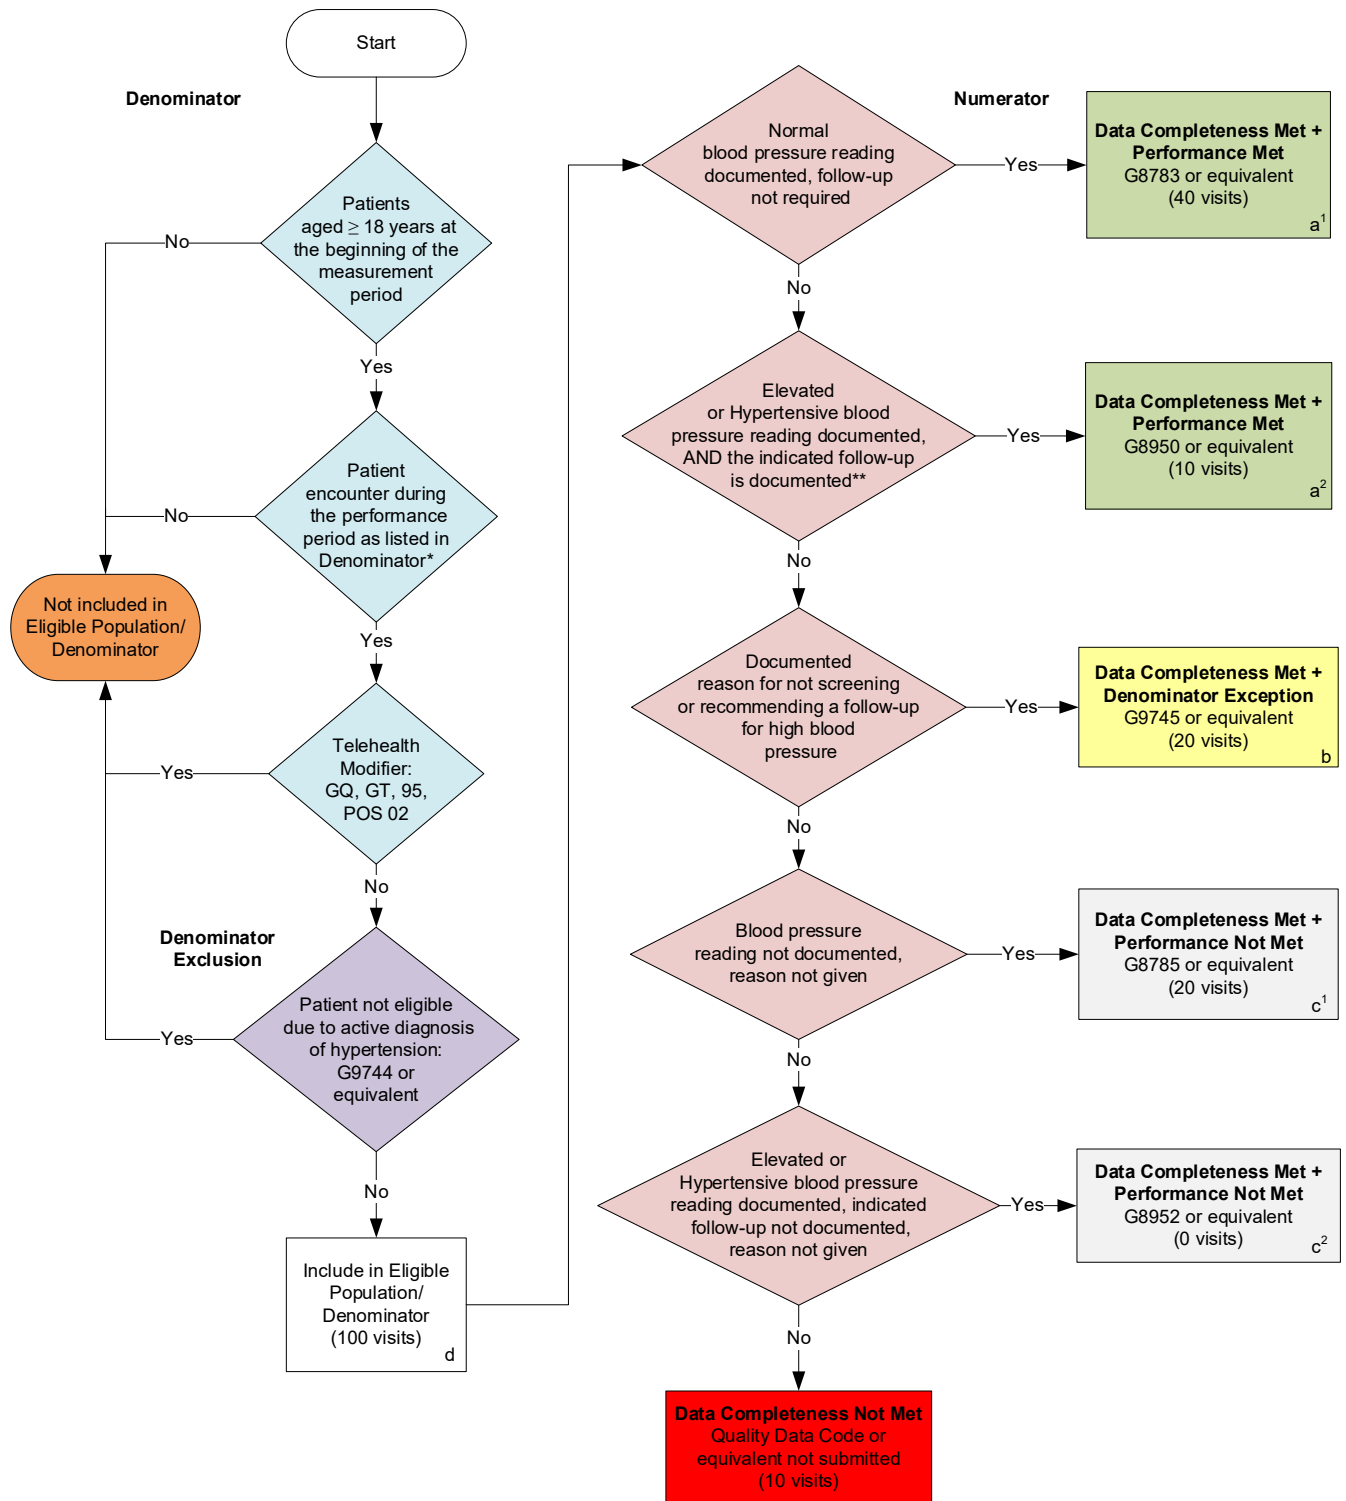 Start
Denominator
Patients
aged ≥ 18 years at
the beginning of the
measurement
period
No
Yes
Patient
encounter during
the performance
period as listed in
Denominator*
No
Not included in
Eligible Population/
Denominator
Yes
Telehealth
Modifier:
GQ, GT, 95,
POS 02
Yes
No
Denominator
Exclusion
Patient not eligible
due to active diagnosis
of hypertension:
G9744 or
equivalent
Yes
No
Include in Eligible
Population/
Denominator
(100 visits)
d
Numerator
Normal
blood pressure reading
documented, follow-up
not required
Yes
Data Completeness Met +
Performance Met
G8783 or equivalent
(40 visits)
a¹
No
Elevated
or Hypertensive blood
pressure reading documented,
AND the indicated follow-up
is documented**
Yes
Data Completeness Met +
Performance Met
G8950 or equivalent
(10 visits)
a²
No
Documented
reason for not screening
or recommending a follow-up
for high blood
pressure
Yes
Data Completeness Met +
Denominator Exception
G9745 or equivalent
(20 visits)
b
No
Blood pressure
reading not documented,
reason not given
Yes
Data Completeness Met +
Performance Not Met
G8785 or equivalent
(20 visits)
c¹
No
Elevated or
Hypertensive blood pressure
reading documented, indicated
follow-up not documented,
reason not given
Yes
Data Completeness Met +
Performance Not Met
G8952 or equivalent
(0 visits)
c²
No
Data Completeness Not Met
Quality Data Code or
equivalent not submitted
(10 visits)